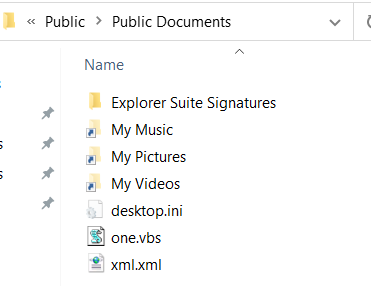 « Public > Public Documents
Name
Explorer Suite Signatures
My Music
My Pictures
My Videos
desktop.ini
one.vbs
xml.xml